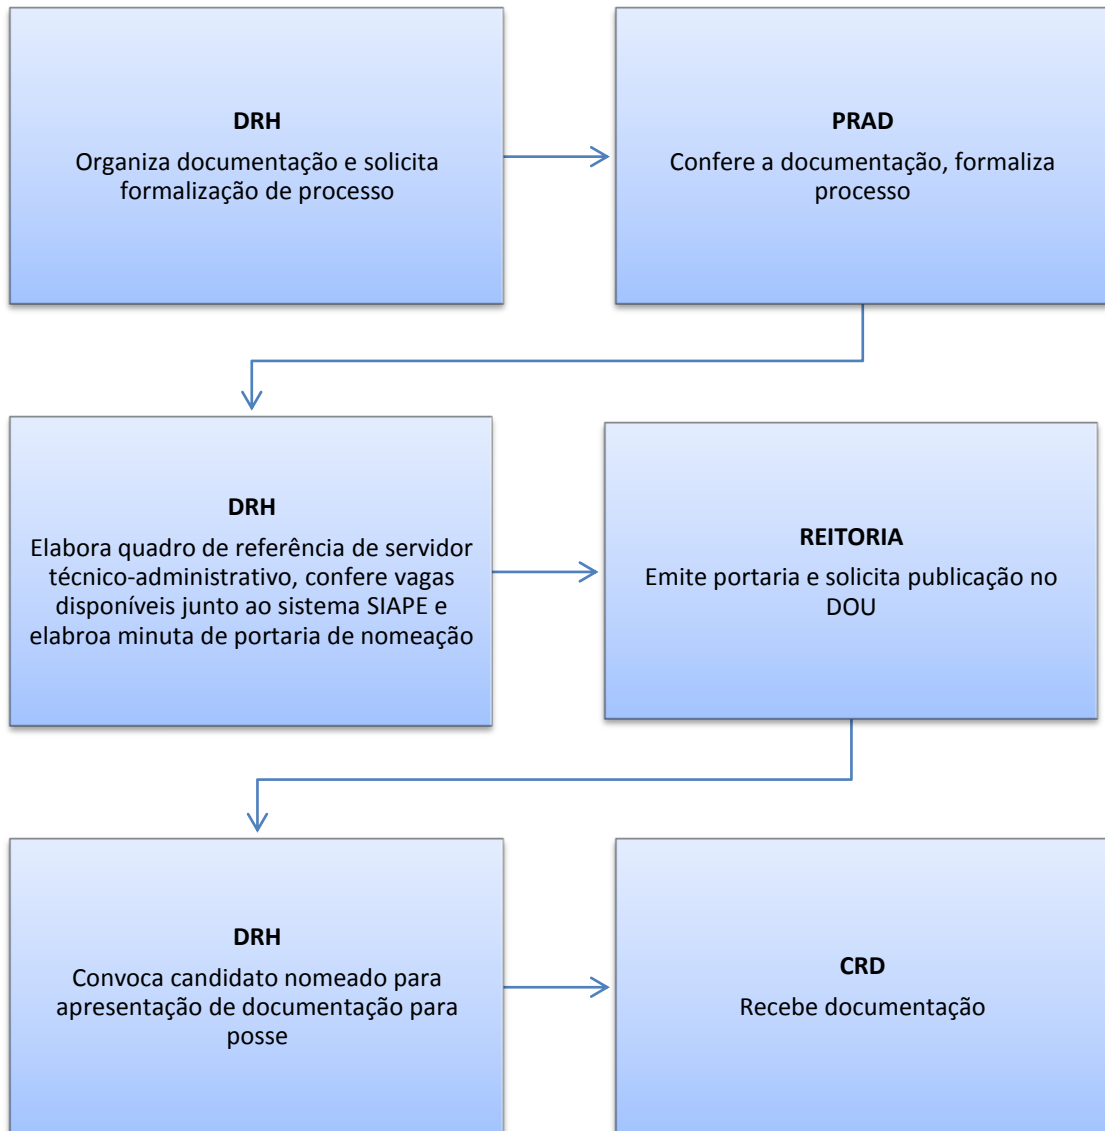 DRH
Organiza documentação e solicita
formalização de processo
PRAD
Confere a documentação, formaliza
processo
DRH
Elabora quadro de referência de servidor
técnico-administrativo, confere vagas
disponíveis junto ao sistema SIAPE e
elabroa minuta de portaria de nomeação
REITORIA
Emite portaria e solicita publicação no
DOU
DRH
Convoca candidato nomeado para
apresentação de documentação para
posse
CRD
Recebe documentação